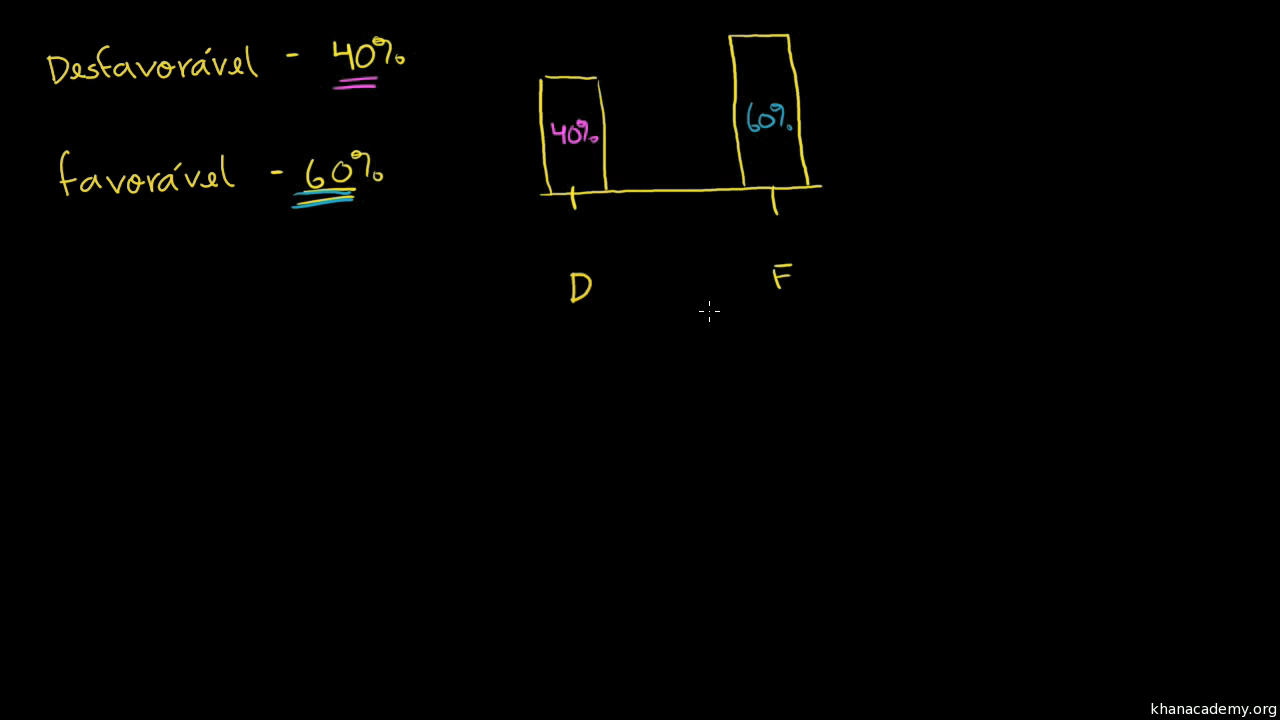 Desfavorável - 40%
favorável - 60%
40%
60%
D
F
khanacademy.org